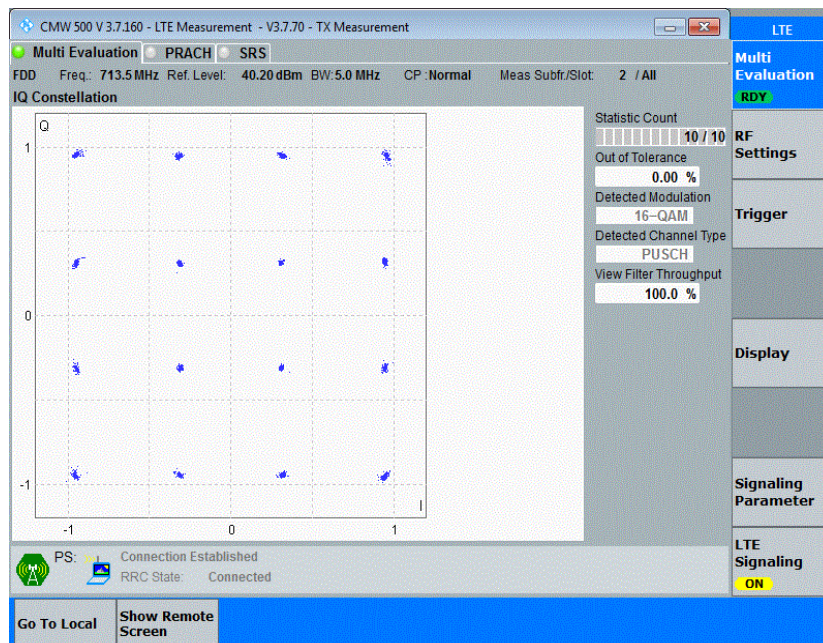 CMW 500 V 3.7.160 - LTE Measurement - V3.7.70 - TX Measurement
LTE
Multi Evaluation PRACH SRS
FDD Freq.: 713.5 MHz Ref. Level: 40.20 dBm BW: 5.0 MHz CP :Normal Meas Subfr./Slot: 2 / All
IQ Constellation
Q
1
0
-1
-1 0 1
I
Statistic Count
10 / 10
Out of Tolerance
0.00 %
Detected Modulation
16-QAM
Detected Channel Type
PUSCH
View Filter Throughput
100.0 %
Multi
Evaluation
RDY
RF
Settings
Trigger
Display
Signaling
Parameter
LTE
Signaling
ON
PS: Connection Established
RRC State: Connected
Go To Local
Show Remote
Screen